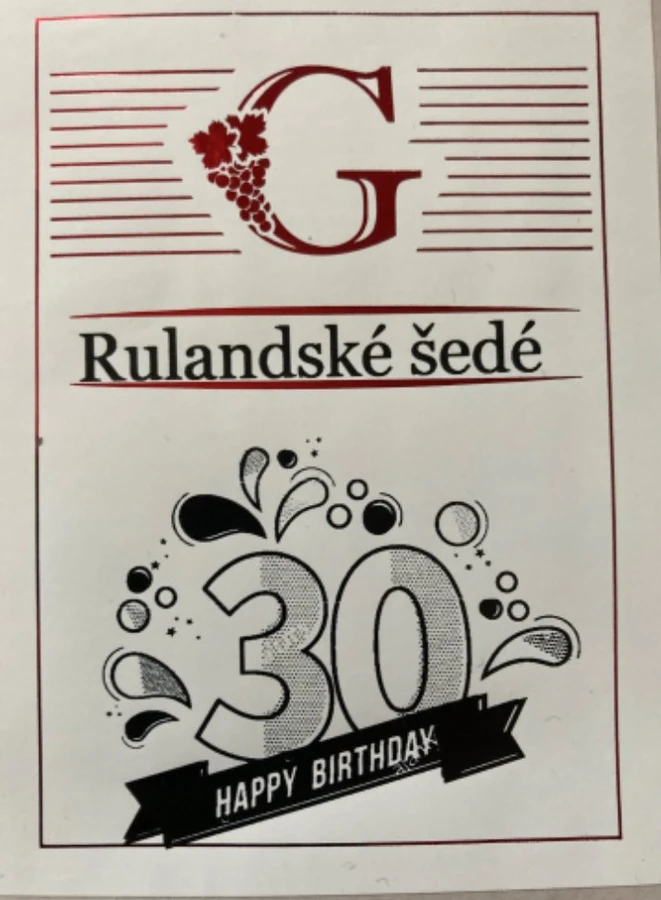 G
Rulandské šedé
30
HAPPY BIRTHDAY